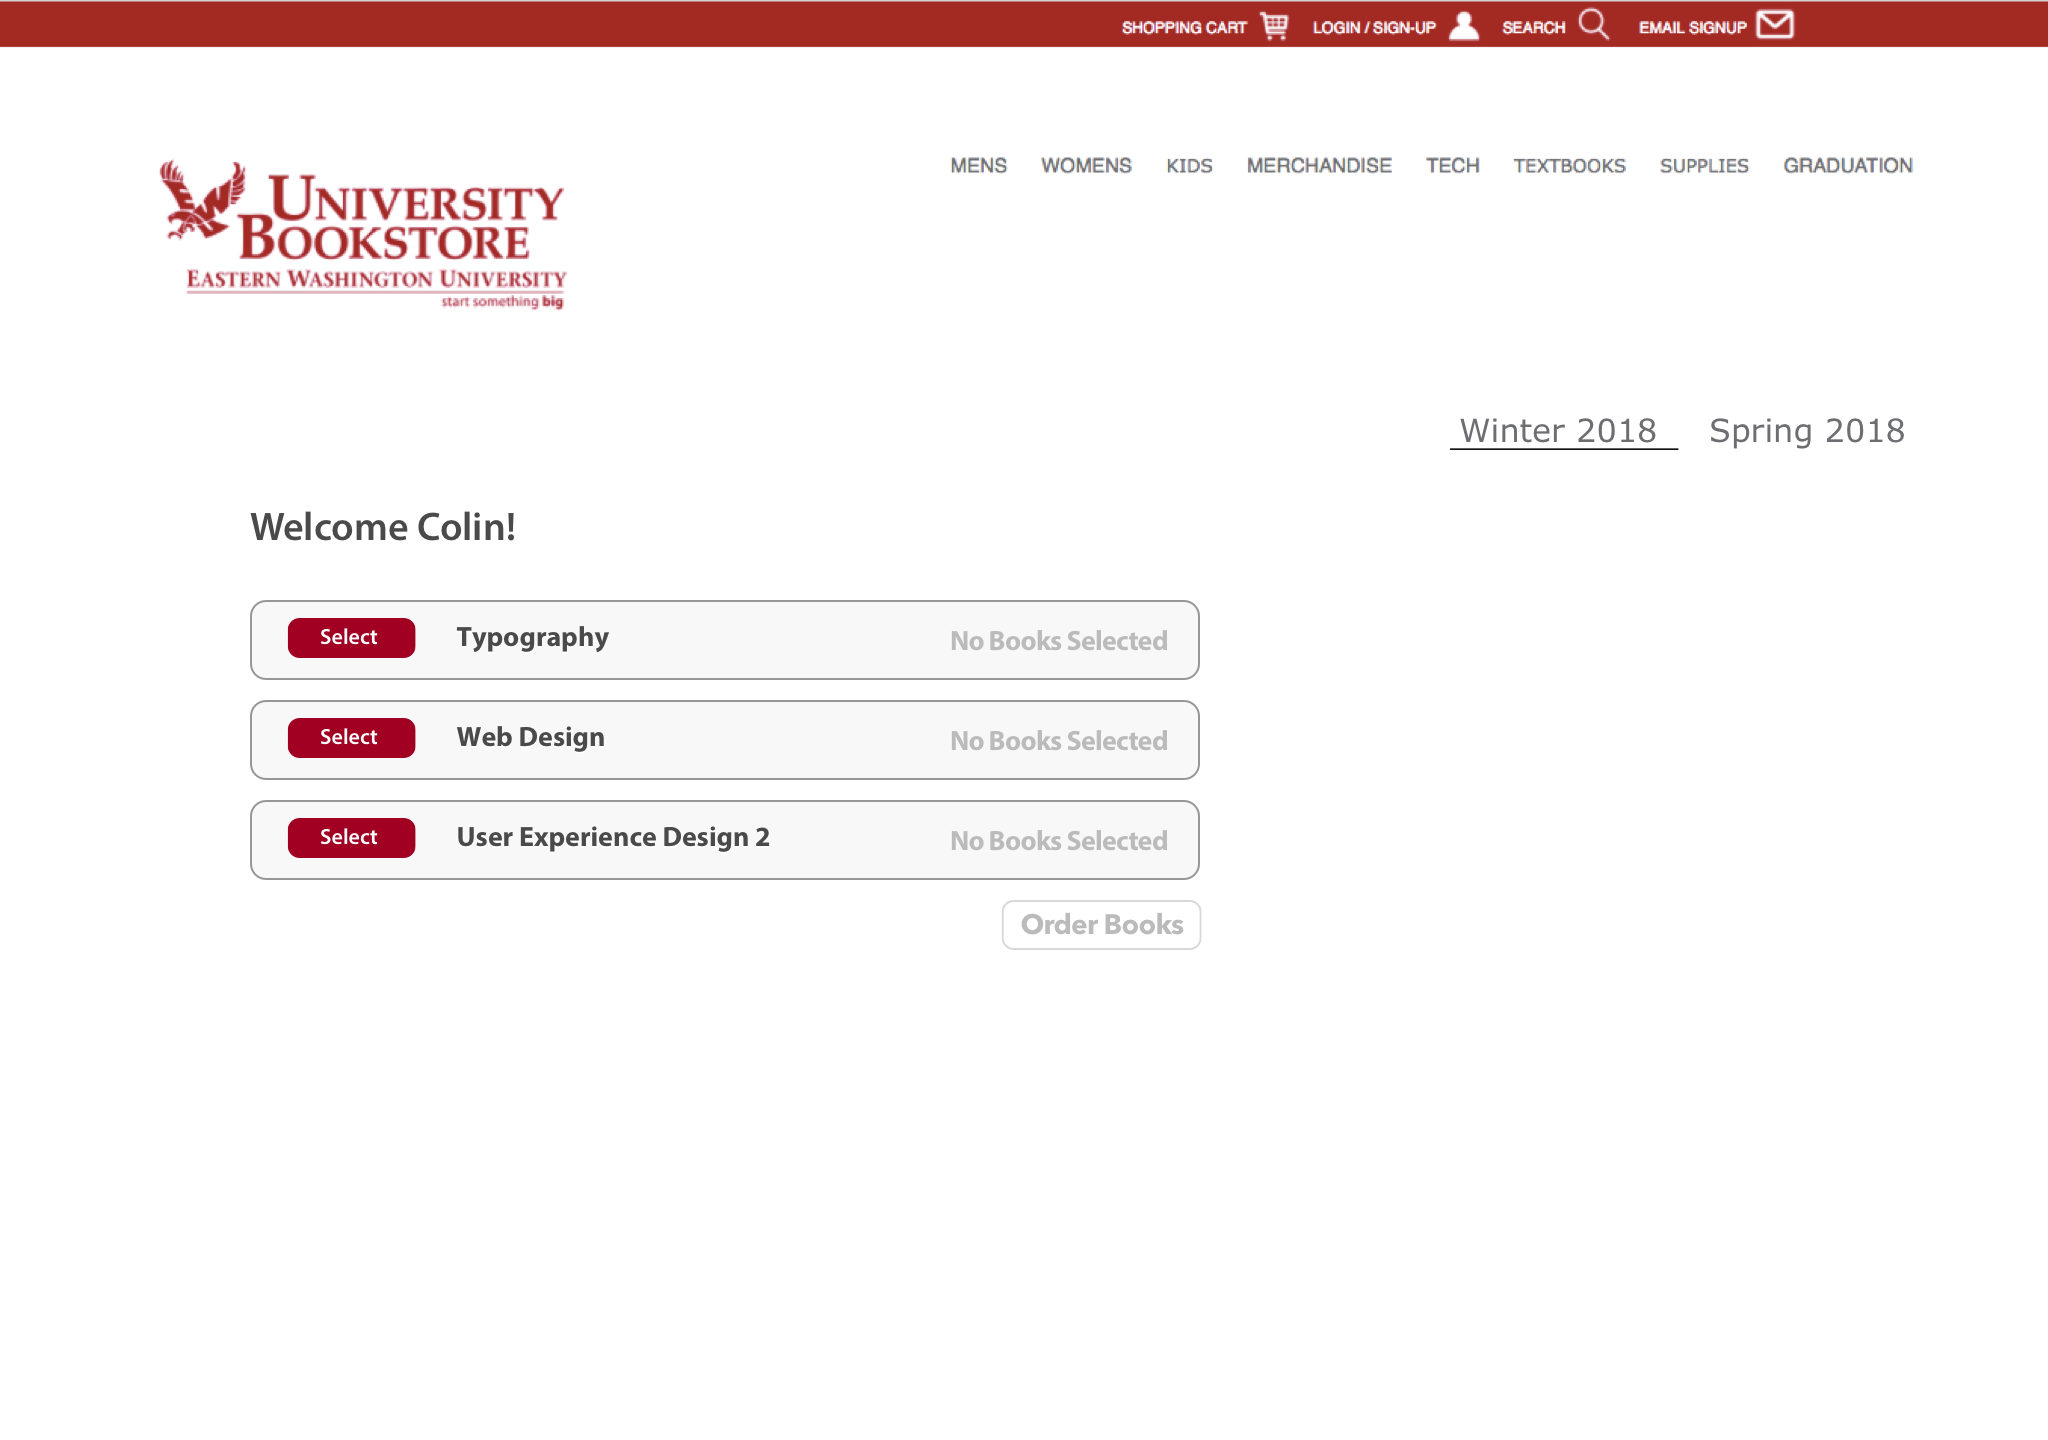 SHOPPING CART LOGIN / SIGN-UP SEARCH EMAIL SIGNUP
MENS WOMENS KIDS MERCHANDISE TECH TEXTBOOKS SUPPLIES GRADUATION
UNIVERSITY
BOOKSTORE
EASTERN WASHINGTON UNIVERSITY
start something big
Winter 2018 Spring 2018
Welcome Colin!
Select Typography No Books Selected
Select Web Design No Books Selected
Select User Experience Design 2 No Books Selected
Order Books